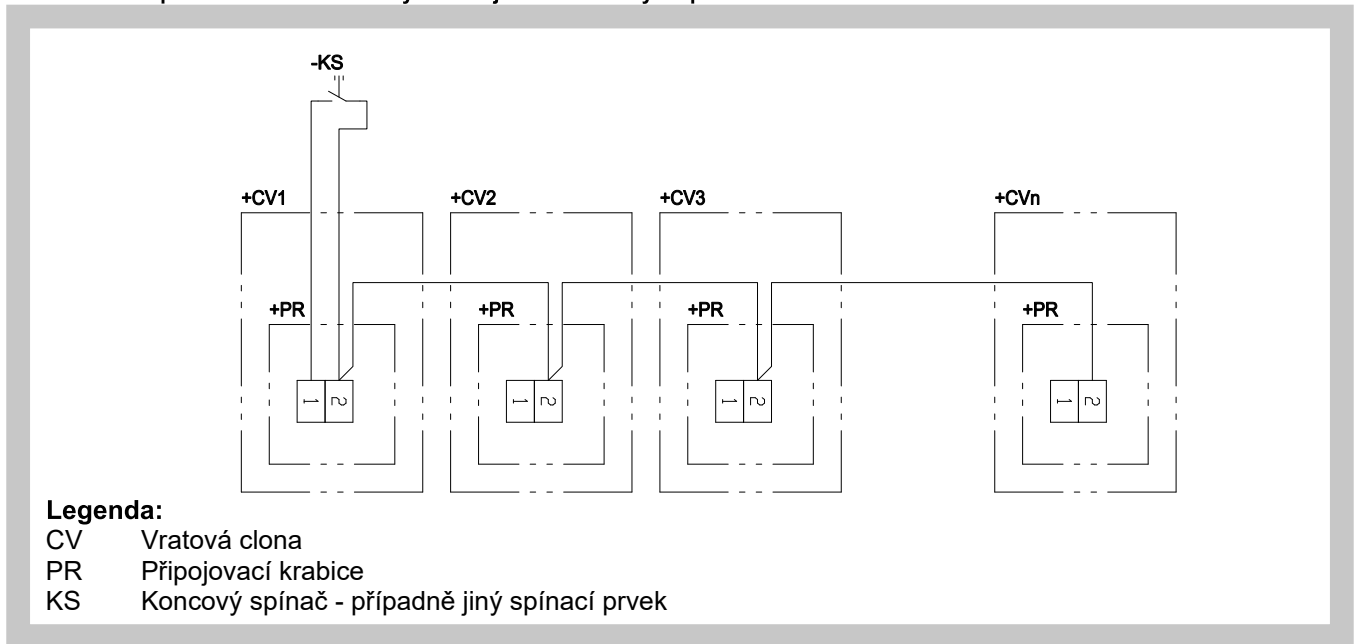 -KS
+CV1 +CV2 +CV3 +CVn
+PR +PR +PR +PR
1 2 1 2 1 2 1 2
Legenda:
CV Vratová clona
PR Připojovací krabice
KS Koncový spínač - případně jiný spínací prvek